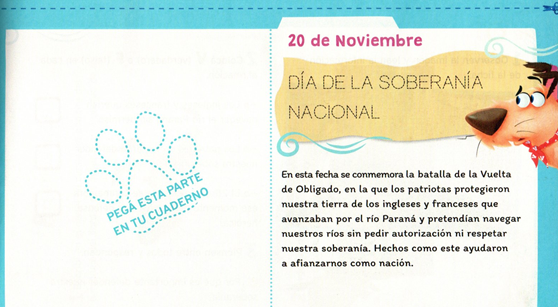 PEGÁ ESTA PARTE
EN TU CUADERNO
20 de Noviembre
DÍA DE LA SOBERANÍA
NACIONAL
En esta fecha se conmemora la batalla de la Vuelta
de Obligado, en la que los patriotas protegieron
nuestra tierra de los ingleses y franceses que
avanzaban por el río Paraná y pretendían navegar
nuestros ríos sin pedir autorización ni respetar
nuestra soberanía. Hechos como este ayudaron
a afianzarnos como nación.